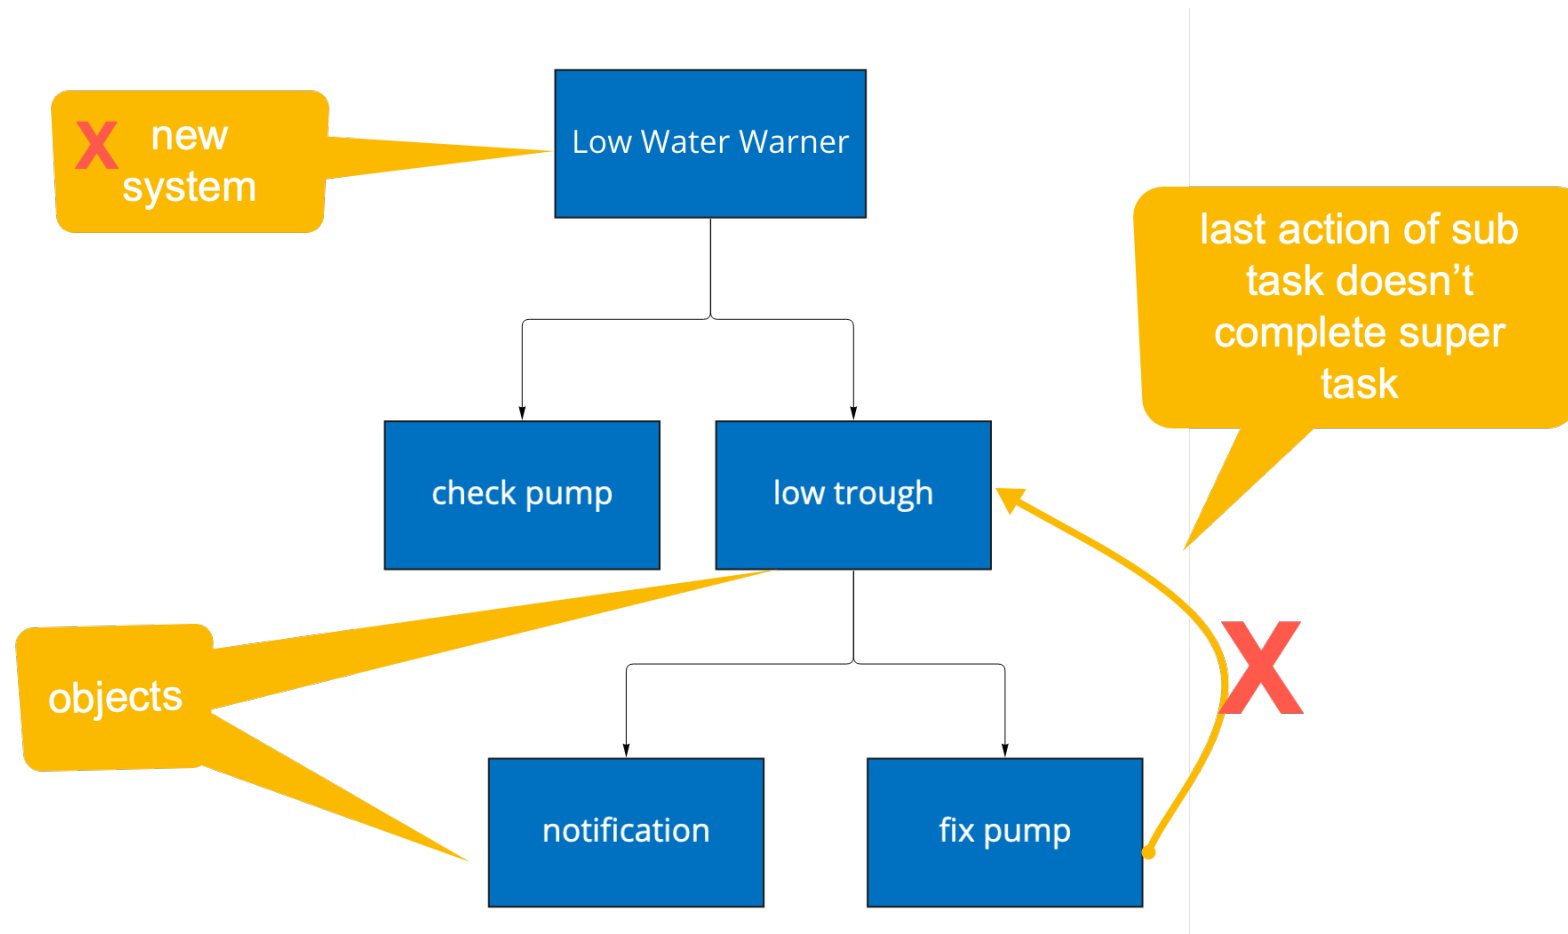 Low Water Warner
X new
system
last action of sub
task doesn’t
complete super
task
check pump
low trough
objects
X
notification
fix pump